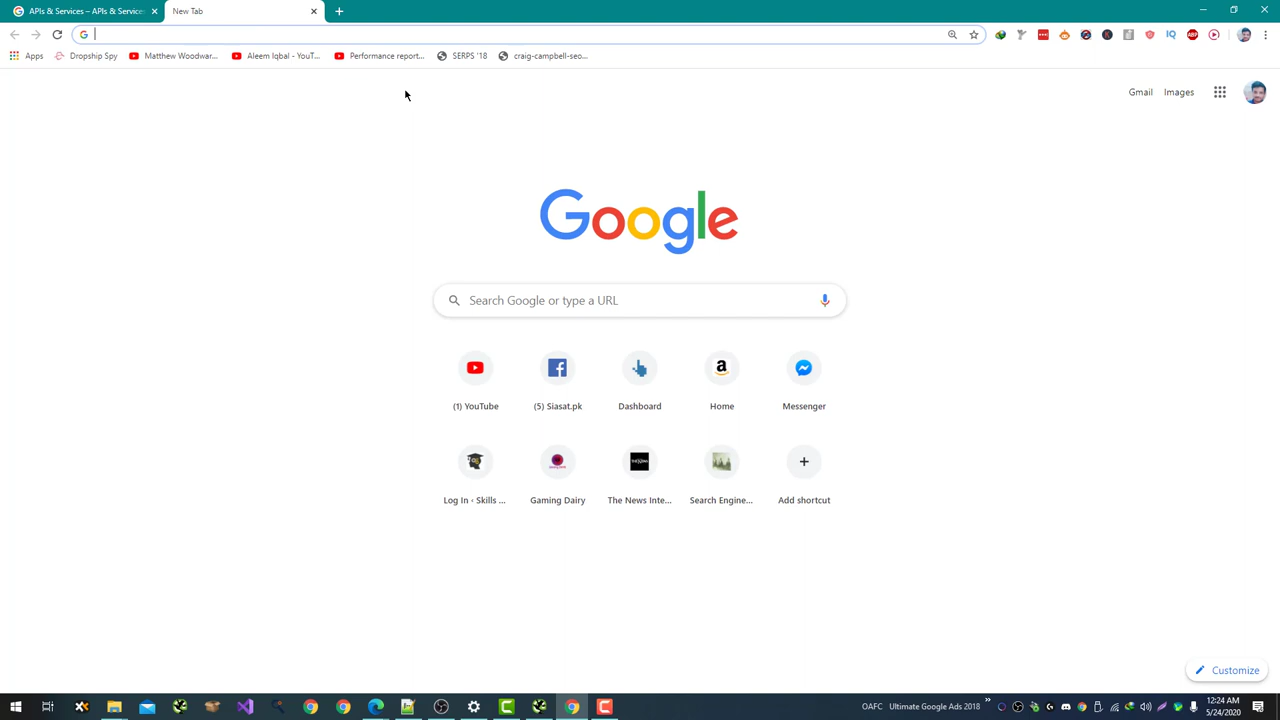 APIs & Services – APIs & Services
New Tab
Apps
Dropship Spy
Matthew Woodwar...
Aleem Iqbal - YouT...
Performance report...
SERPS '18
craig-campbell-seo...
Gmail
Images
Google
Search Google or type a URL
(1) YouTube
(5) Siasat.pk
Dashboard
Home
Messenger
Log In ‹ Skills ...
Gaming Dairy
The News Inte...
Search Engine...
Add shortcut
Customize
OAFC
Ultimate Google Ads 2018
12:24 AM
5/24/2020